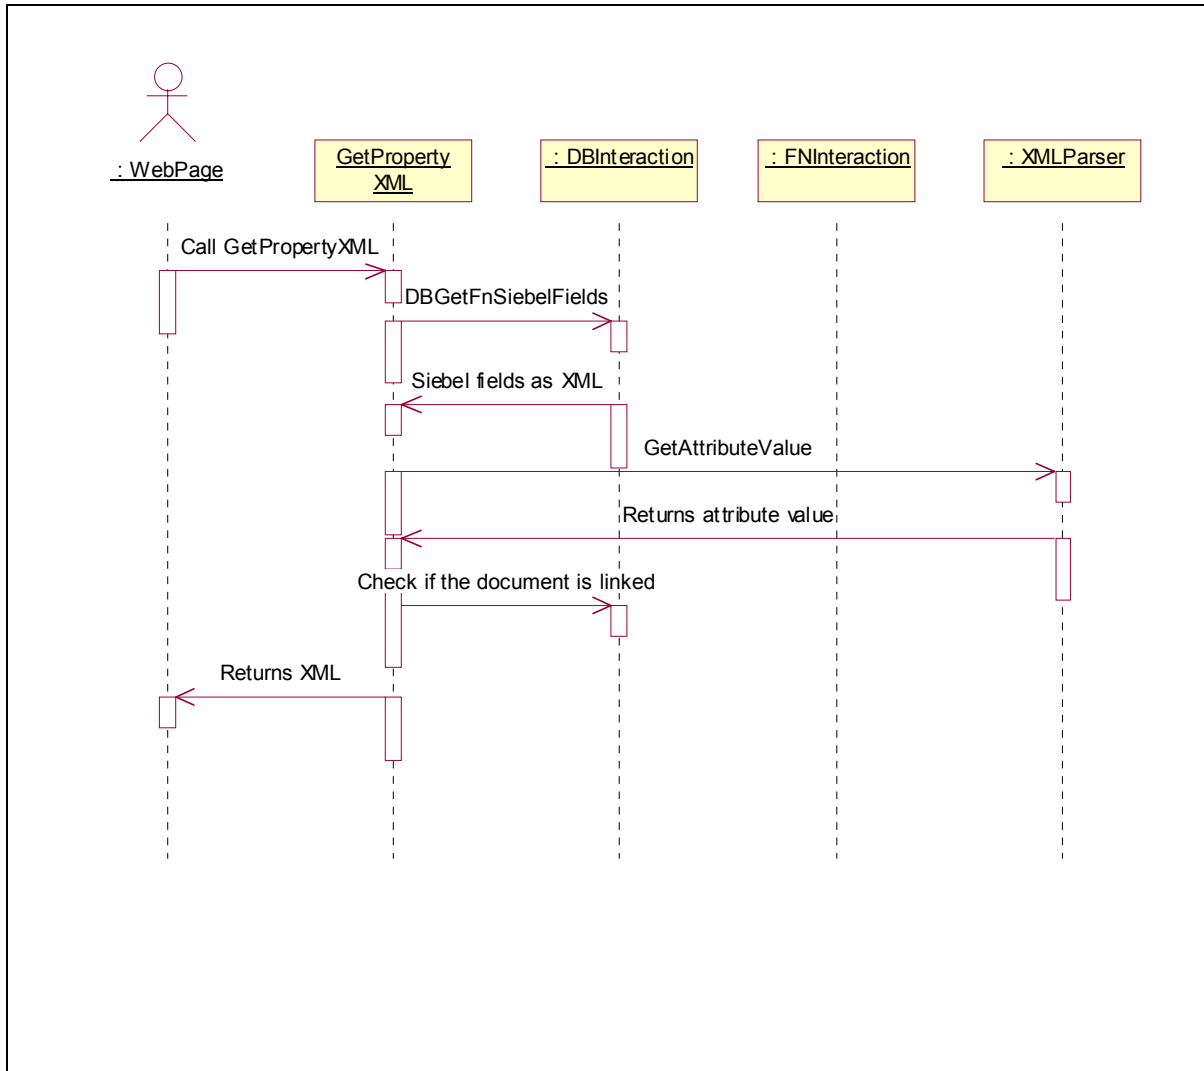 : WebPage
GetProperty
XML
: DBInteraction
: FNInteraction
: XMLParser
Call GetPropertyXML
DBGetFnSiebelFields
Siebel fields as XML
GetAttributeValue
Returns attribute value
Check if the document is linked
Returns XML